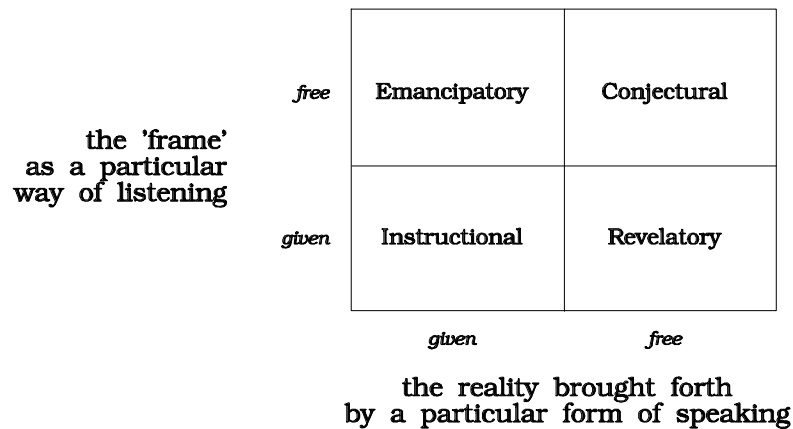 free
Emancipatory
Conjectural
the 'frame'
as a particular
way of listening
given
Instructional
Revelatory
given
free
the reality brought forth
by a particular form of speaking